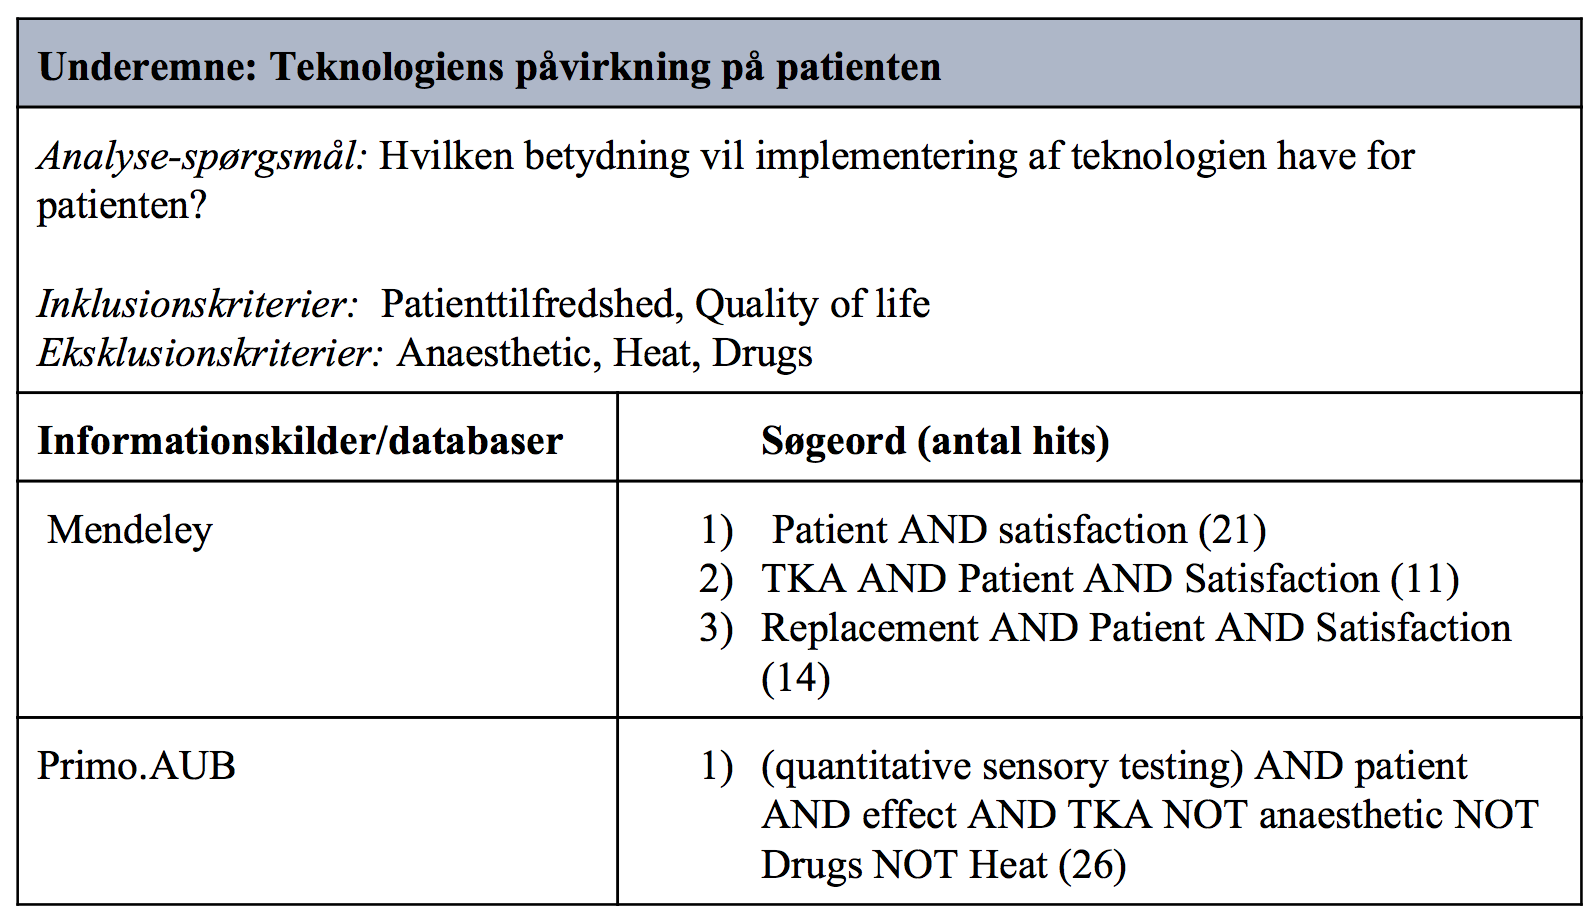 Underemne: Teknologiens påvirkning på patienten
Analyse-spørgsmål: Hvilken betydning vil implementering af teknologien have for
patienten?
Inklusionskriterier: Patienttilfredshed, Quality of life
Eksklusionskriterier: Anaesthetic, Heat, Drugs
Informationskilder/databaser
Søgeord (antal hits)
Mendeley
1) Patient AND satisfaction (21)
2) TKA AND Patient AND Satisfaction (11)
3) Replacement AND Patient AND Satisfaction
(14)
Primo.AUB
1) (quantitative sensory testing) AND patient
AND effect AND TKA NOT anaesthetic NOT
Drugs NOT Heat (26)